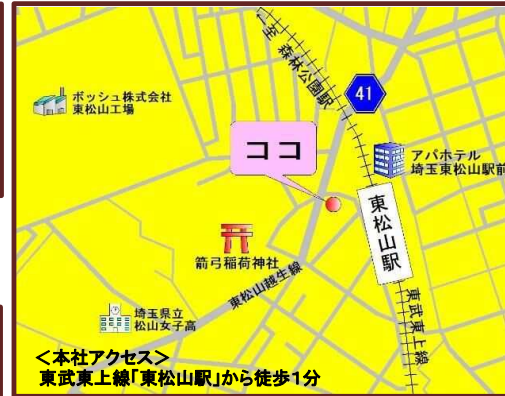 至 森林公園駅
41
ボッシュ株式会社
東松山工場
ココ
アパホテル
埼玉東松山駅前
東松山駅
箭弓稲荷神社
東松山越生線
東武東上線
埼玉県立
松山女子高
＜本社アクセス＞
東武東上線「東松山駅」から徒歩1分